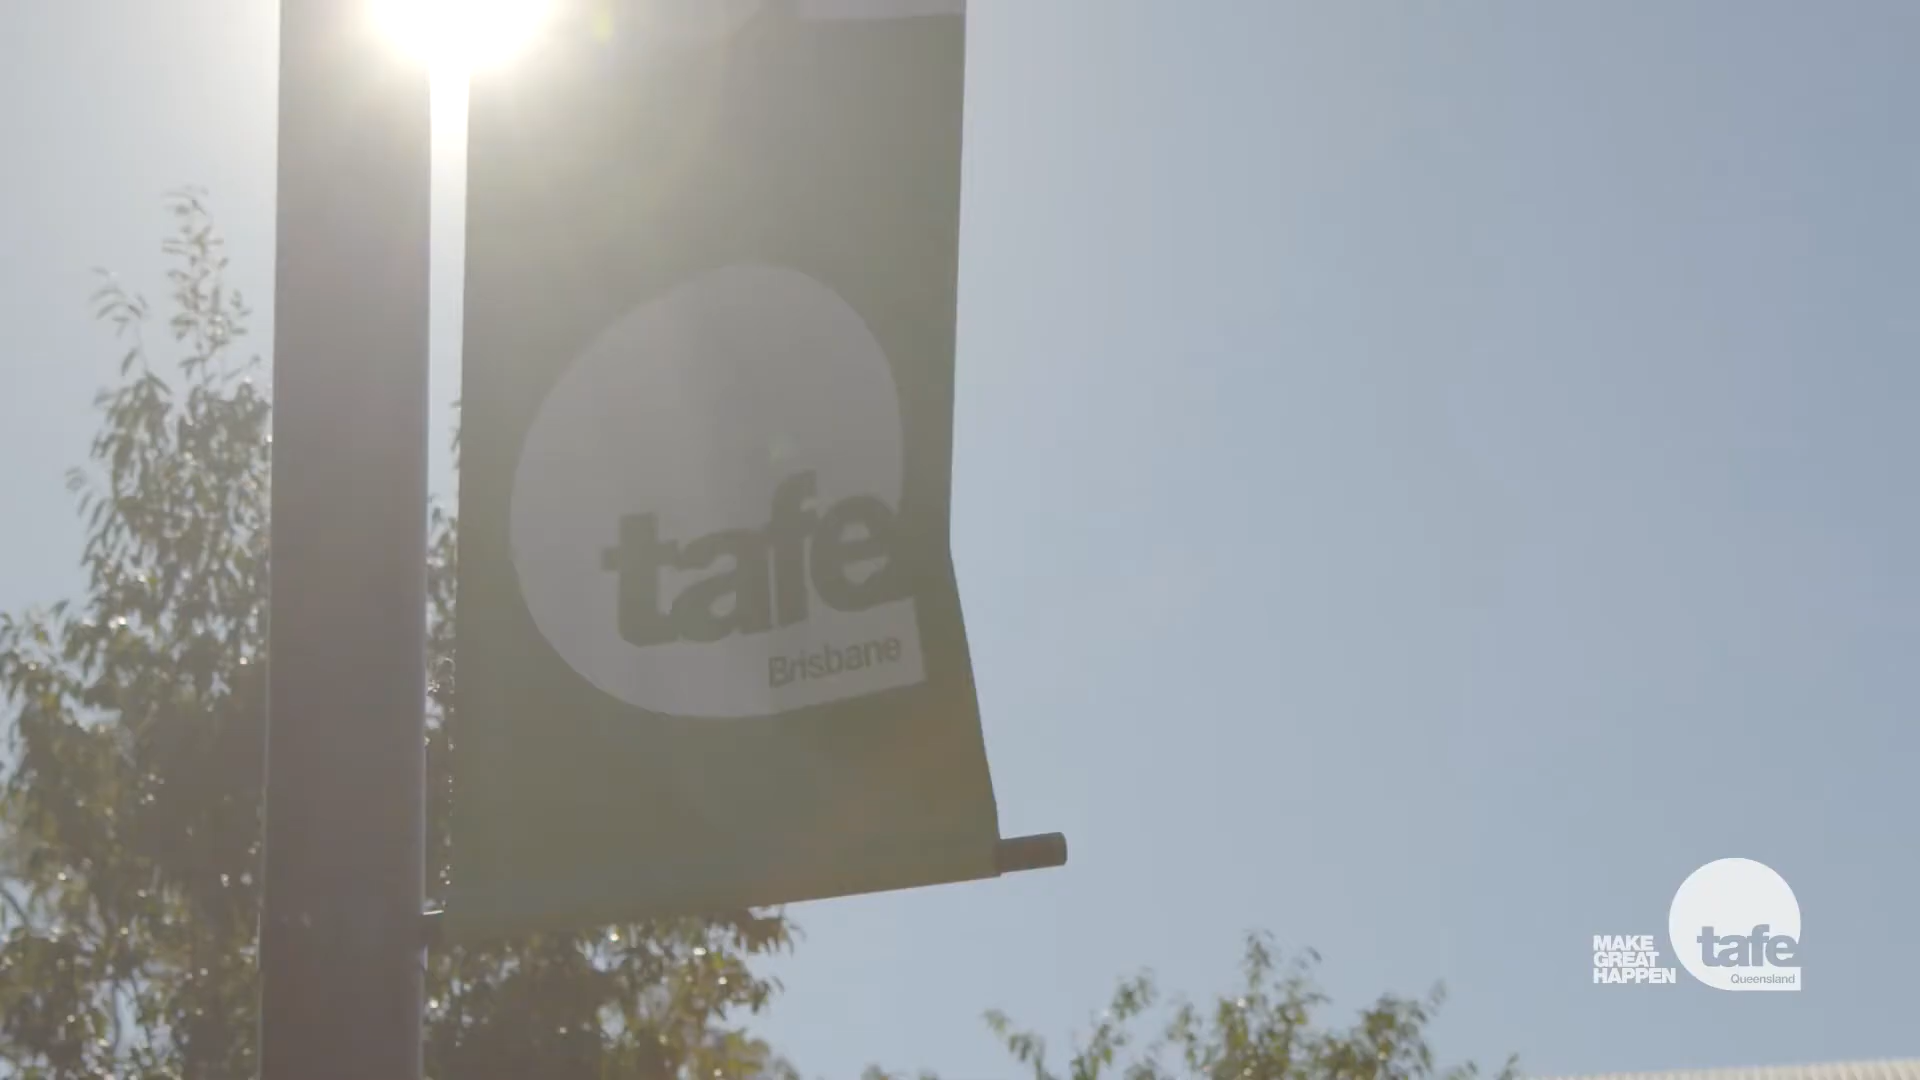 tafe
Brisbane
MAKE
GREAT
HAPPEN
tafe
Queensland